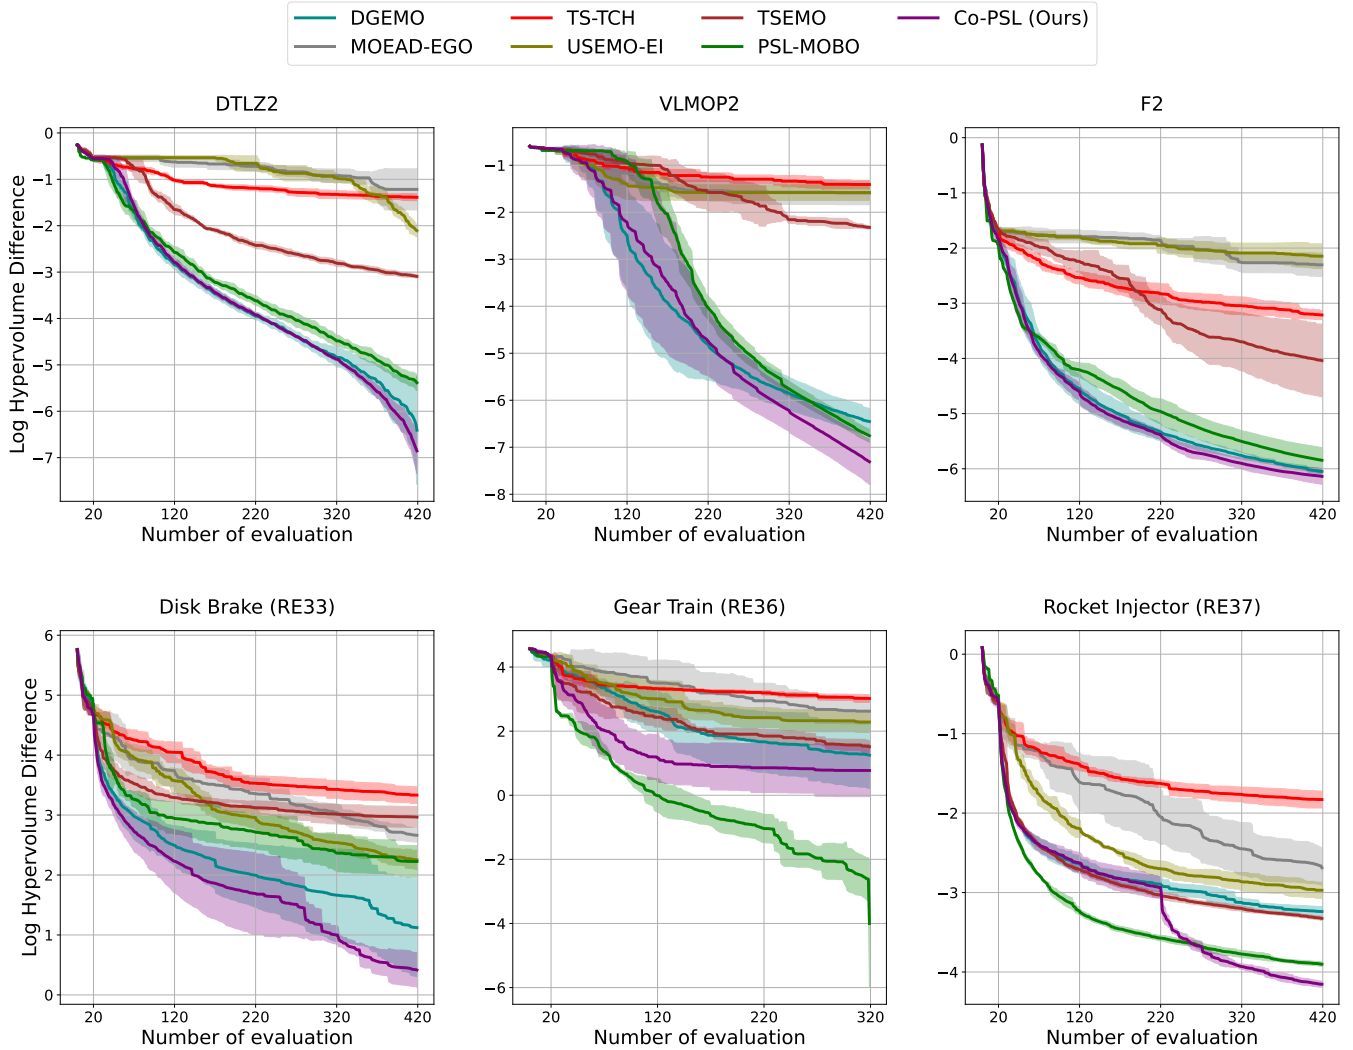 DGEMO TS-TCH TSEMO Co-PSL (Ours)
MOEAD-EGO USEMO-EI PSL-MOBO
DTLZ2 VLMOP2 F2
Log Hypervolume Difference
0
−1
−2
−3
−4
−5
−6
−7
20 120 220 320 420
Number of evaluation
−1
−2
−3
−4
−5
−6
−7
−8
20 120 220 320 420
Number of evaluation
0
−1
−2
−3
−4
−5
−6
20 120 220 320 420
Number of evaluation
Disk Brake (RE33) Gear Train (RE36) Rocket Injector (RE37)
Log Hypervolume Difference
6
5
4
3
2
1
0
20 120 220 320 420
Number of evaluation
4
2
0
−2
−4
−6
20 120 220 320
Number of evaluation
0
−1
−2
−3
−4
20 120 220 320 420
Number of evaluation